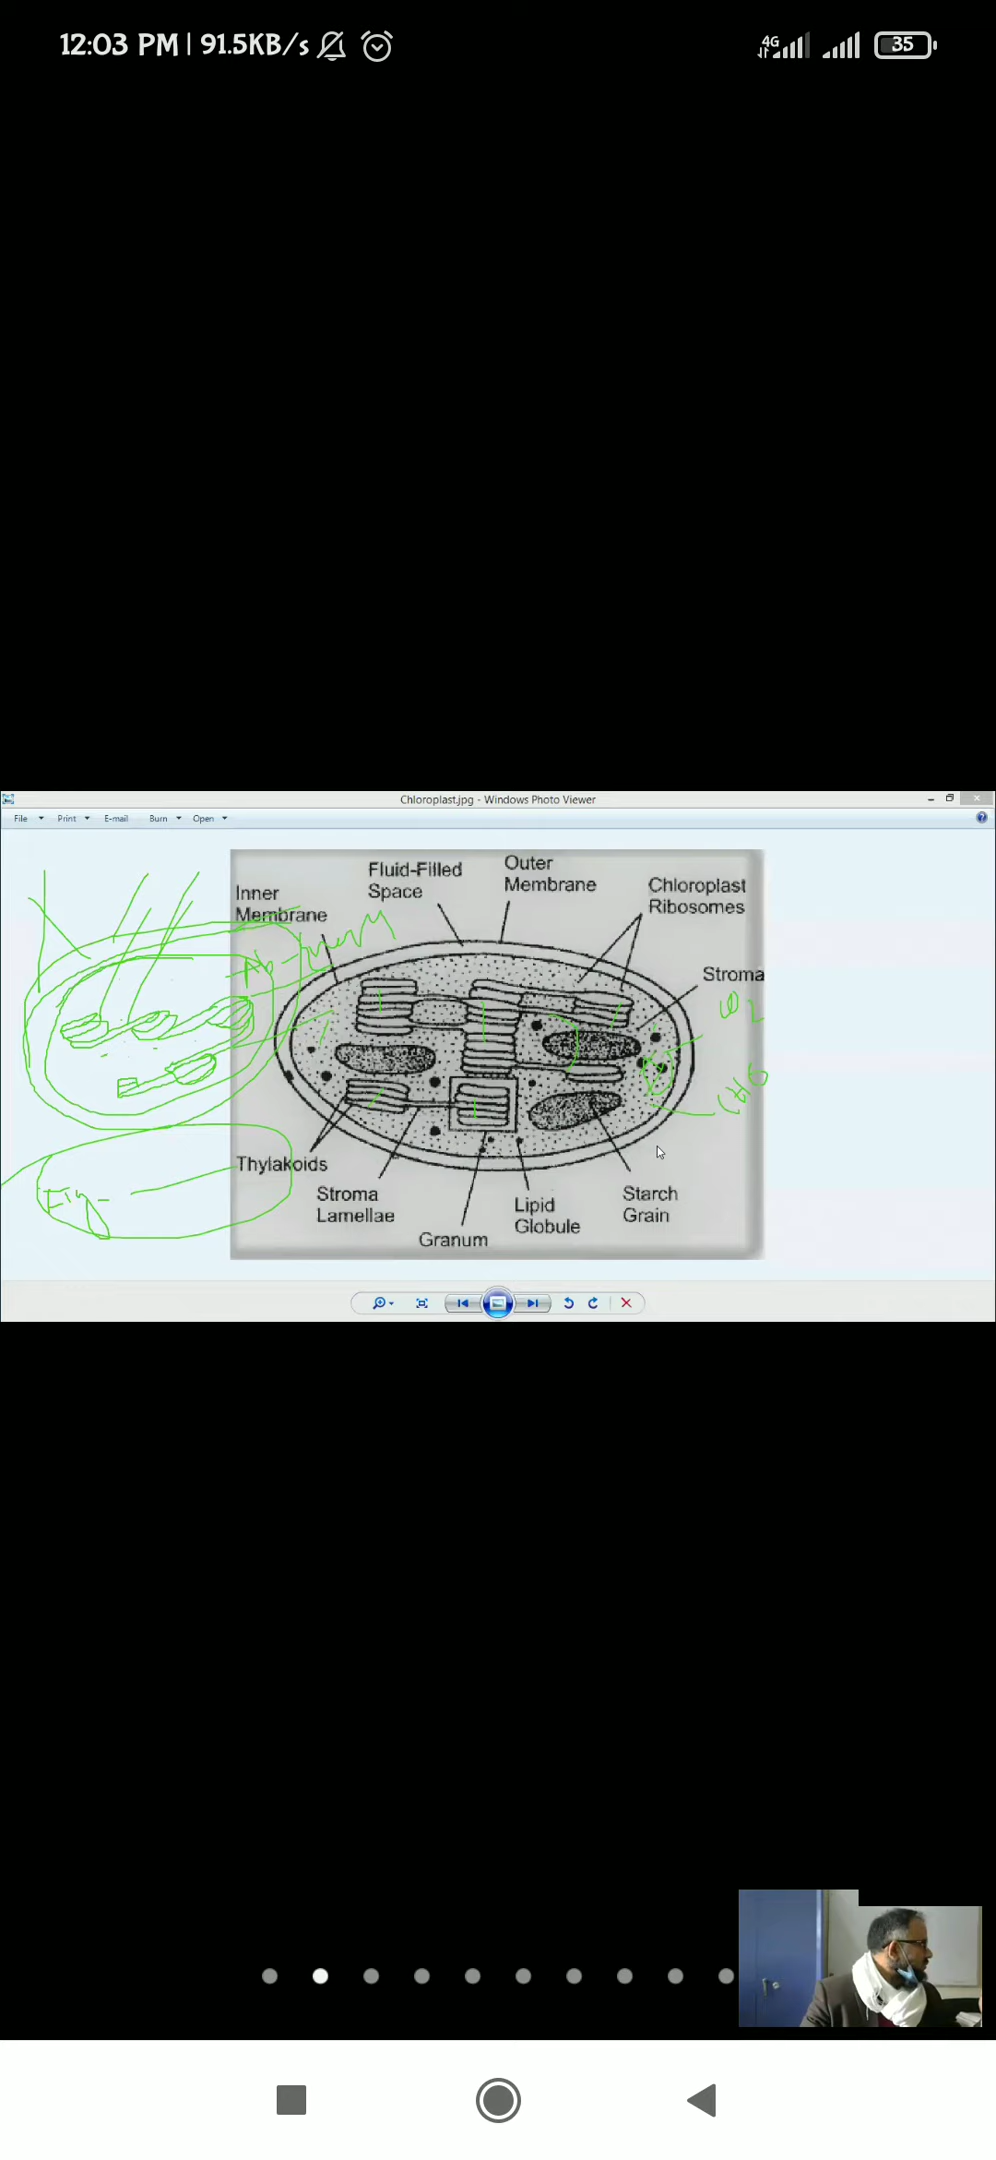 12:03 PM | 91.5KB/s
4G
35
Chloroplast.jpg - Windows Photo Viewer
File Print E-mail Burn Open
Fluid-Filled
Space
Outer
Membrane
Inner
Membrane
Chloroplast
Ribosomes
Stroma
Thylakoids
Stroma
Lamellae
Granum
Lipid
Globule
Starch
Grain
Fig-